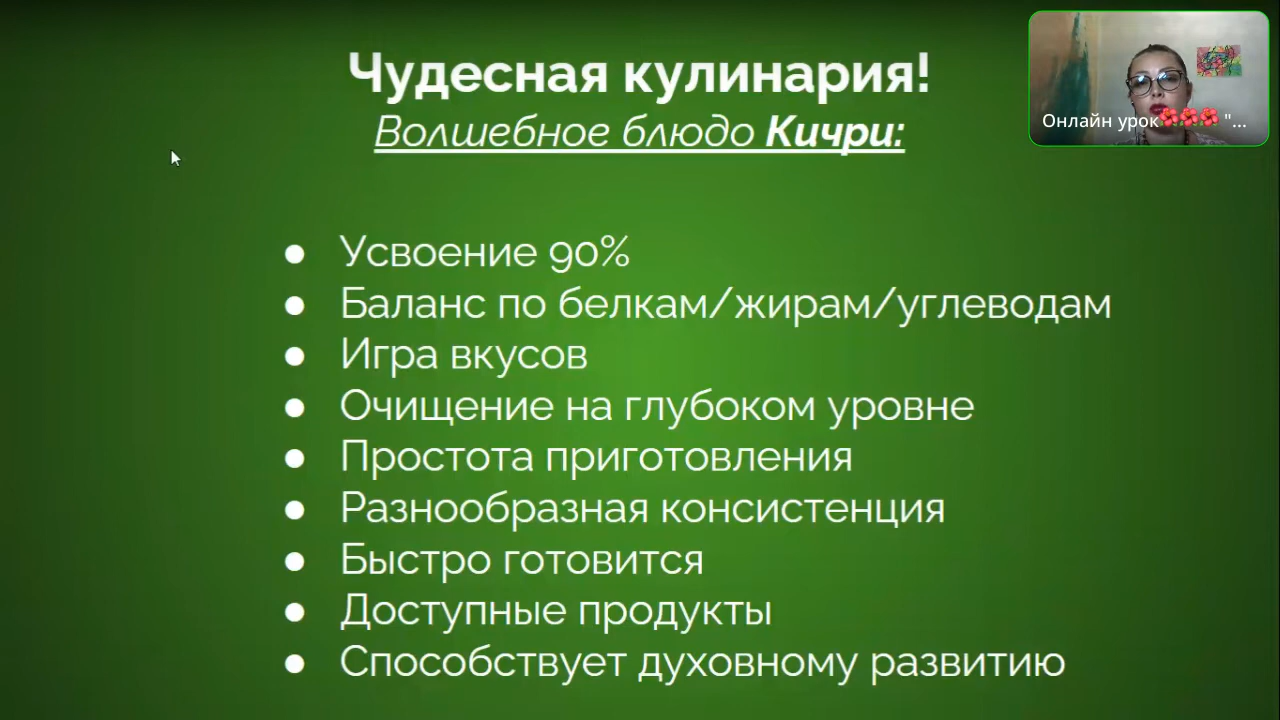 Чудесная кулинария!
Волшебное блюдо Кичри:
Онлайн урок🌺🌺🌺 "...
● Усвоение 90%
● Баланс по белкам/жирам/углеводам
● Игра вкусов
● Очищение на глубоком уровне
● Простота приготовления
● Разнообразная консистенция
● Быстро готовится
● Доступные продукты
● Способствует духовному развитию